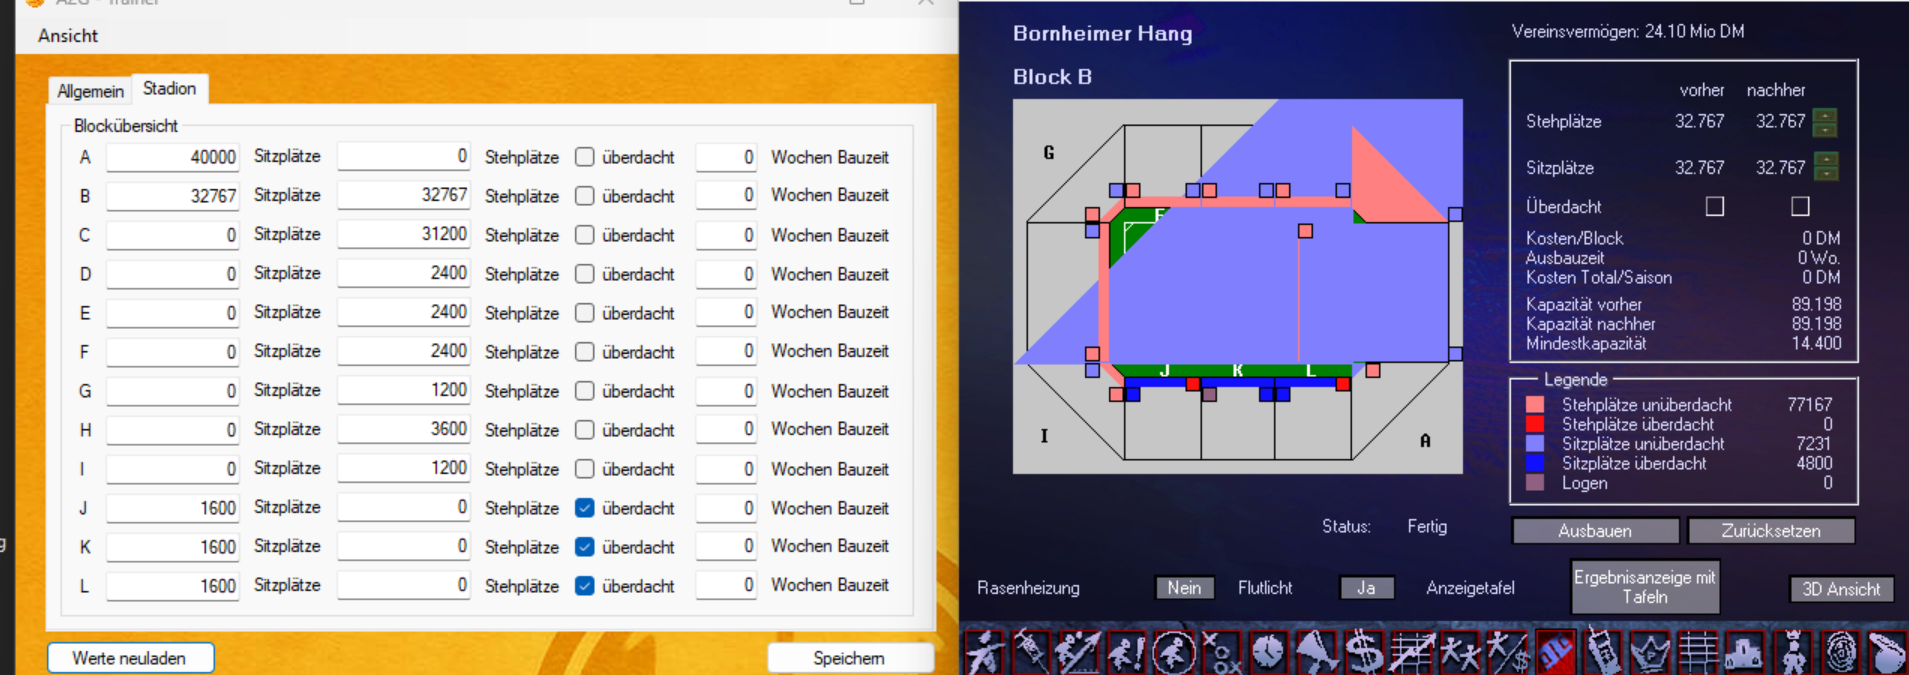 A2G - Trainer
Ansicht
Allgemein Stadion
Blockübersicht
A 40000 Sitzplätze 0 Stehplätze überdacht 0 Wochen Bauzeit
B 32767 Sitzplätze 32767 Stehplätze überdacht 0 Wochen Bauzeit
C 0 Sitzplätze 31200 Stehplätze überdacht 0 Wochen Bauzeit
D 0 Sitzplätze 2400 Stehplätze überdacht 0 Wochen Bauzeit
E 0 Sitzplätze 2400 Stehplätze überdacht 0 Wochen Bauzeit
F 0 Sitzplätze 2400 Stehplätze überdacht 0 Wochen Bauzeit
G 0 Sitzplätze 1200 Stehplätze überdacht 0 Wochen Bauzeit
H 0 Sitzplätze 3600 Stehplätze überdacht 0 Wochen Bauzeit
I 0 Sitzplätze 1200 Stehplätze überdacht 0 Wochen Bauzeit
J 1600 Sitzplätze 0 Stehplätze überdacht 0 Wochen Bauzeit
K 1600 Sitzplätze 0 Stehplätze überdacht 0 Wochen Bauzeit
L 1600 Sitzplätze 0 Stehplätze überdacht 0 Wochen Bauzeit
Werte neuladen Speichern
g
Bornheimer Hang
Block B
G
F
J K L
I A
Vereinsvermögen: 24.10 Mio DM
vorher nachher
Stehplätze 32.767 32.767
Sitzplätze 32.767 32.767
Überdacht
Kosten/Block 0 DM
Ausbauzeit 0 Wo.
Kosten Total/Saison 0 DM
Kapazität vorher 89.198
Kapazität nachher 89.198
Mindestkapazität 14.400
Legende
Stehplätze unüberdacht 77167
Stehplätze überdacht 0
Sitzplätze unüberdacht 7231
Sitzplätze überdacht 4800
Logen 0
Status: Fertig
Ausbauen Zurücksetzen
Rasenheizung Nein Flutlicht Ja Anzeigetafel
Ergebnisanzeige mit
Tafeln
3D Ansicht